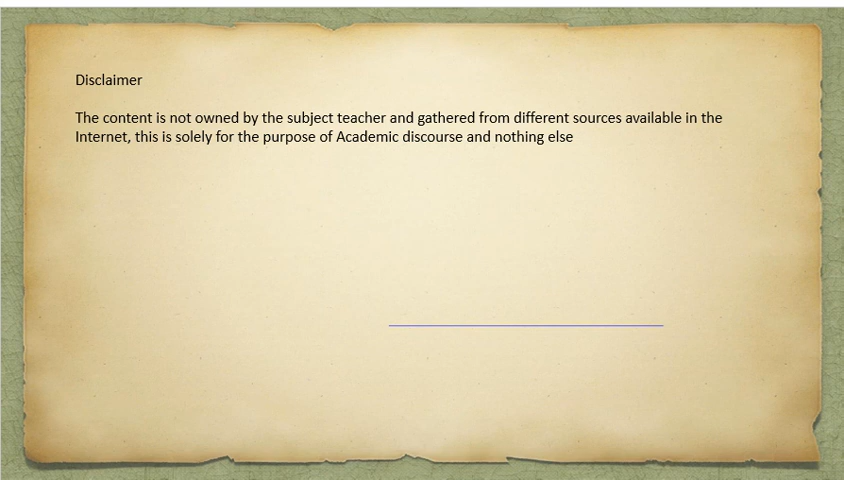 Disclaimer
The content is not owned by the subject teacher and gathered from different sources available in the
Internet, this is solely for the purpose of Academic discourse and nothing else